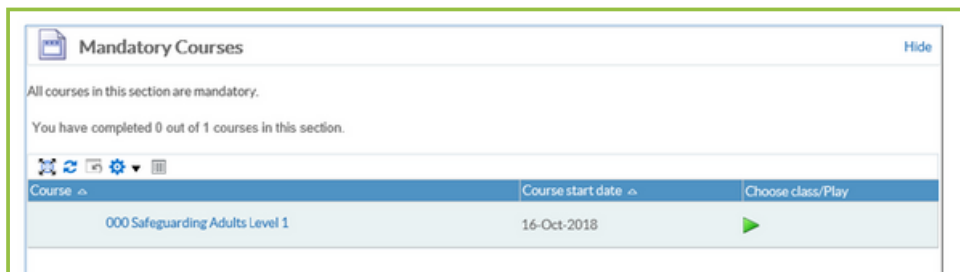 Mandatory Courses Hide
All courses in this section are mandatory.
You have completed 0 out of 1 courses in this section.
Course Course start date Choose class/Play
000 Safeguarding Adults Level 1 16-Oct-2018